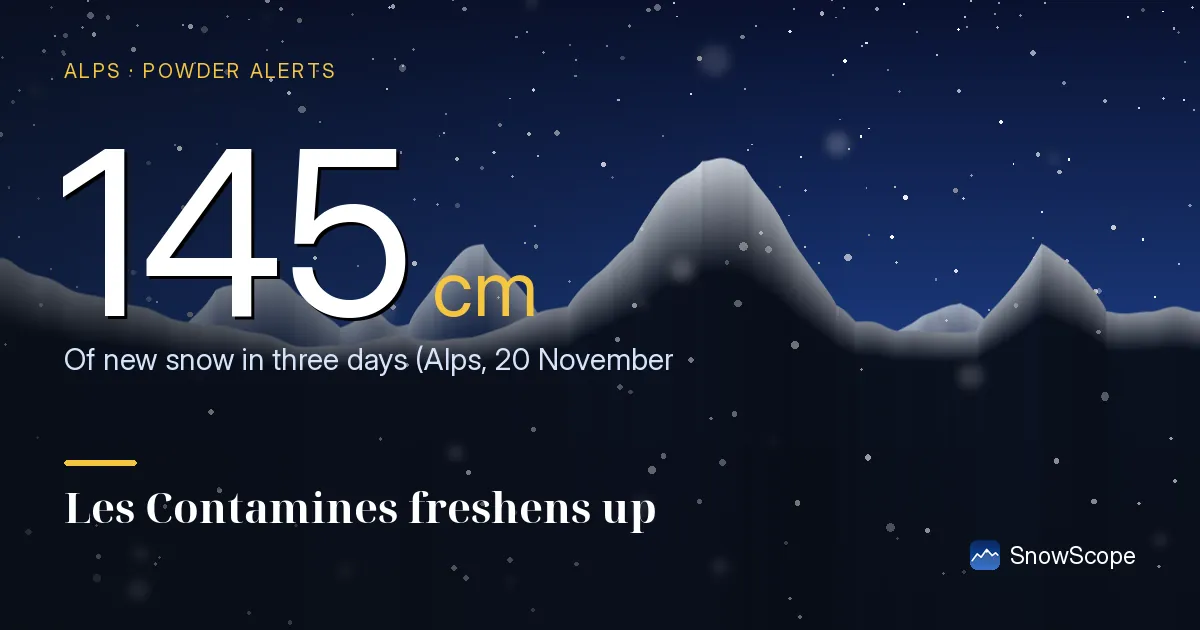 ALPS · POWDER ALERTS
145 cm
Of new snow in three days (Alps, 20 November
Les Contamines freshens up
SnowScope